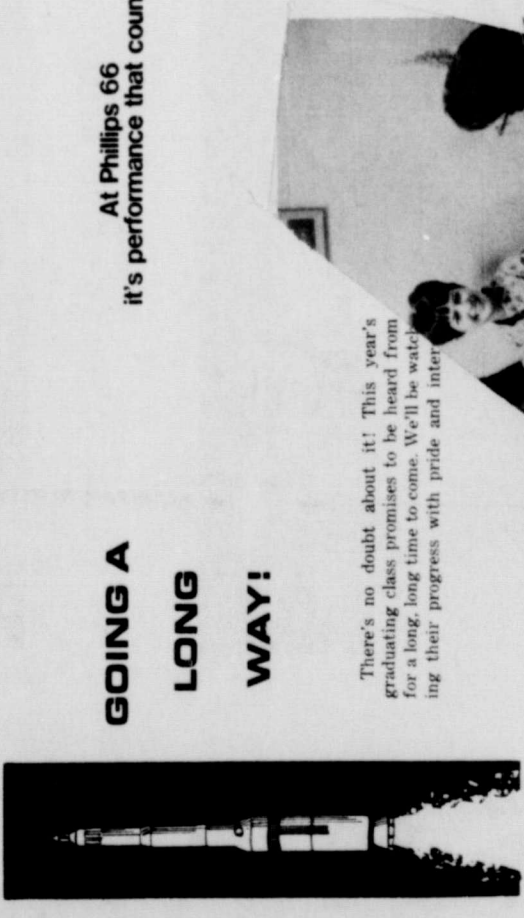 GOING A
LONG
WAY!
There's no doubt about it! This year's
graduating class promises to be heard from
for a long, long time to come. We'll be watch
ing their progress with pride and inter
At Phillips 66
it's performance that coun